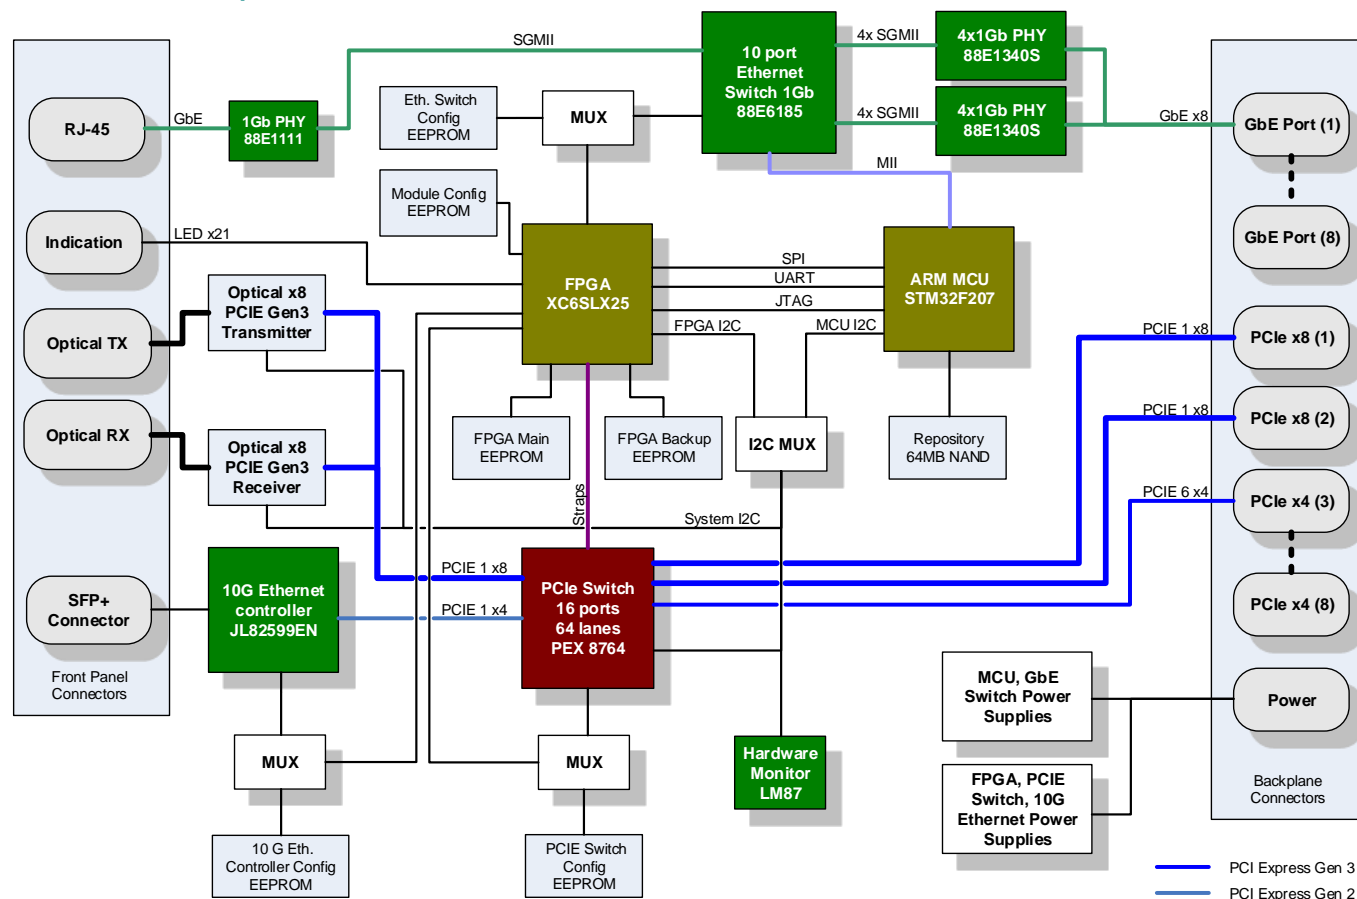 SGMII
10 port
Ethernet
Switch 1Gb
88E6185
4x SGMII
4x1Gb PHY
88E1340S
4x SGMII
4x1Gb PHY
88E1340S
GbE x8
GbE Port (1)
GbE Port (8)
RJ-45
GbE
1Gb PHY
88E1111
Eth. Switch
Config
EEPROM
MUX
MII
Module Config
EEPROM
Indication
LED x21
FPGA
XC6SLX25
SPI
UART
JTAG
FPGA I2C
MCU I2C
ARM MCU
STM32F207
Optical TX
Optical x8
PCIE Gen3
Transmitter
PCIE 1 x8
PCIe x8 (1)
PCIE 1 x8
PCIe x8 (2)
Optical RX
Optical x8
PCIE Gen3
Receiver
FPGA Main
EEPROM
FPGA Backup
EEPROM
I2C MUX
Repository
64MB NAND
PCIE 6 x4
PCIe x4 (3)
PCIe x4 (8)
Straps
System I2C
SFP+
Connector
10G Ethernet
controller
JL82599EN
PCIE 1 x8
PCIE 1 x4
PCIe Switch
16 ports
64 lanes
PEX 8764
Front Panel
Connectors
MCU, GbE
Switch Power
Supplies
Power
MUX
MUX
Hardware
Monitor
LM87
FPGA, PCIE
Switch, 10G
Ethernet Power
Supplies
Backplane
Connectors
10 G Eth.
Controller Config
EEPROM
PCIE Switch
Config
EEPROM
PCI Express Gen 3
PCI Express Gen 2